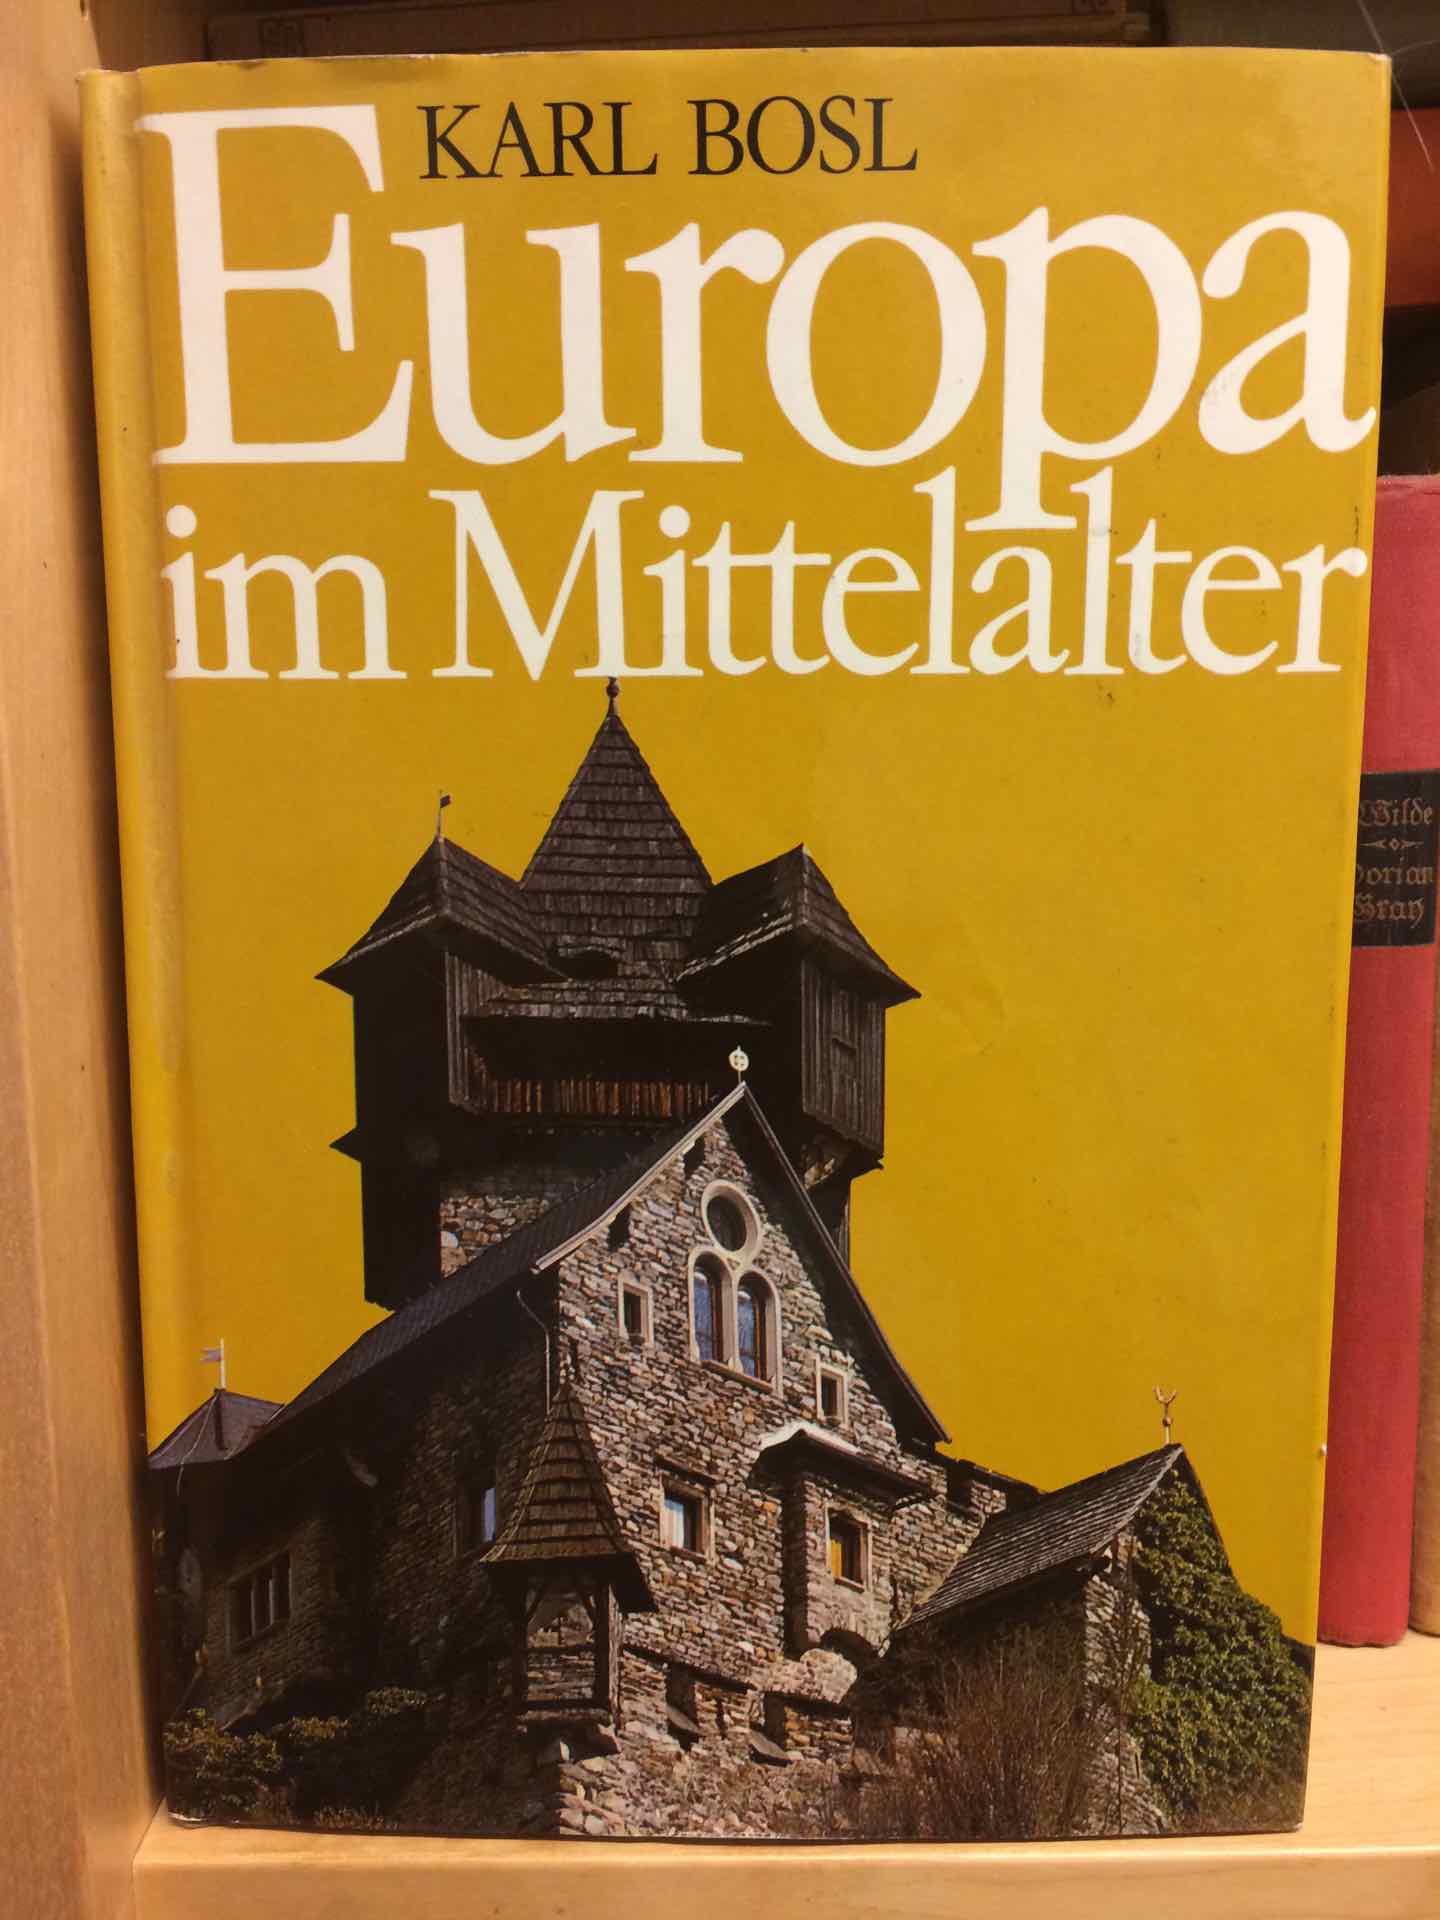 KARL BOSL
Europa
im Mittelalter
Wilde
Dorian
Gray